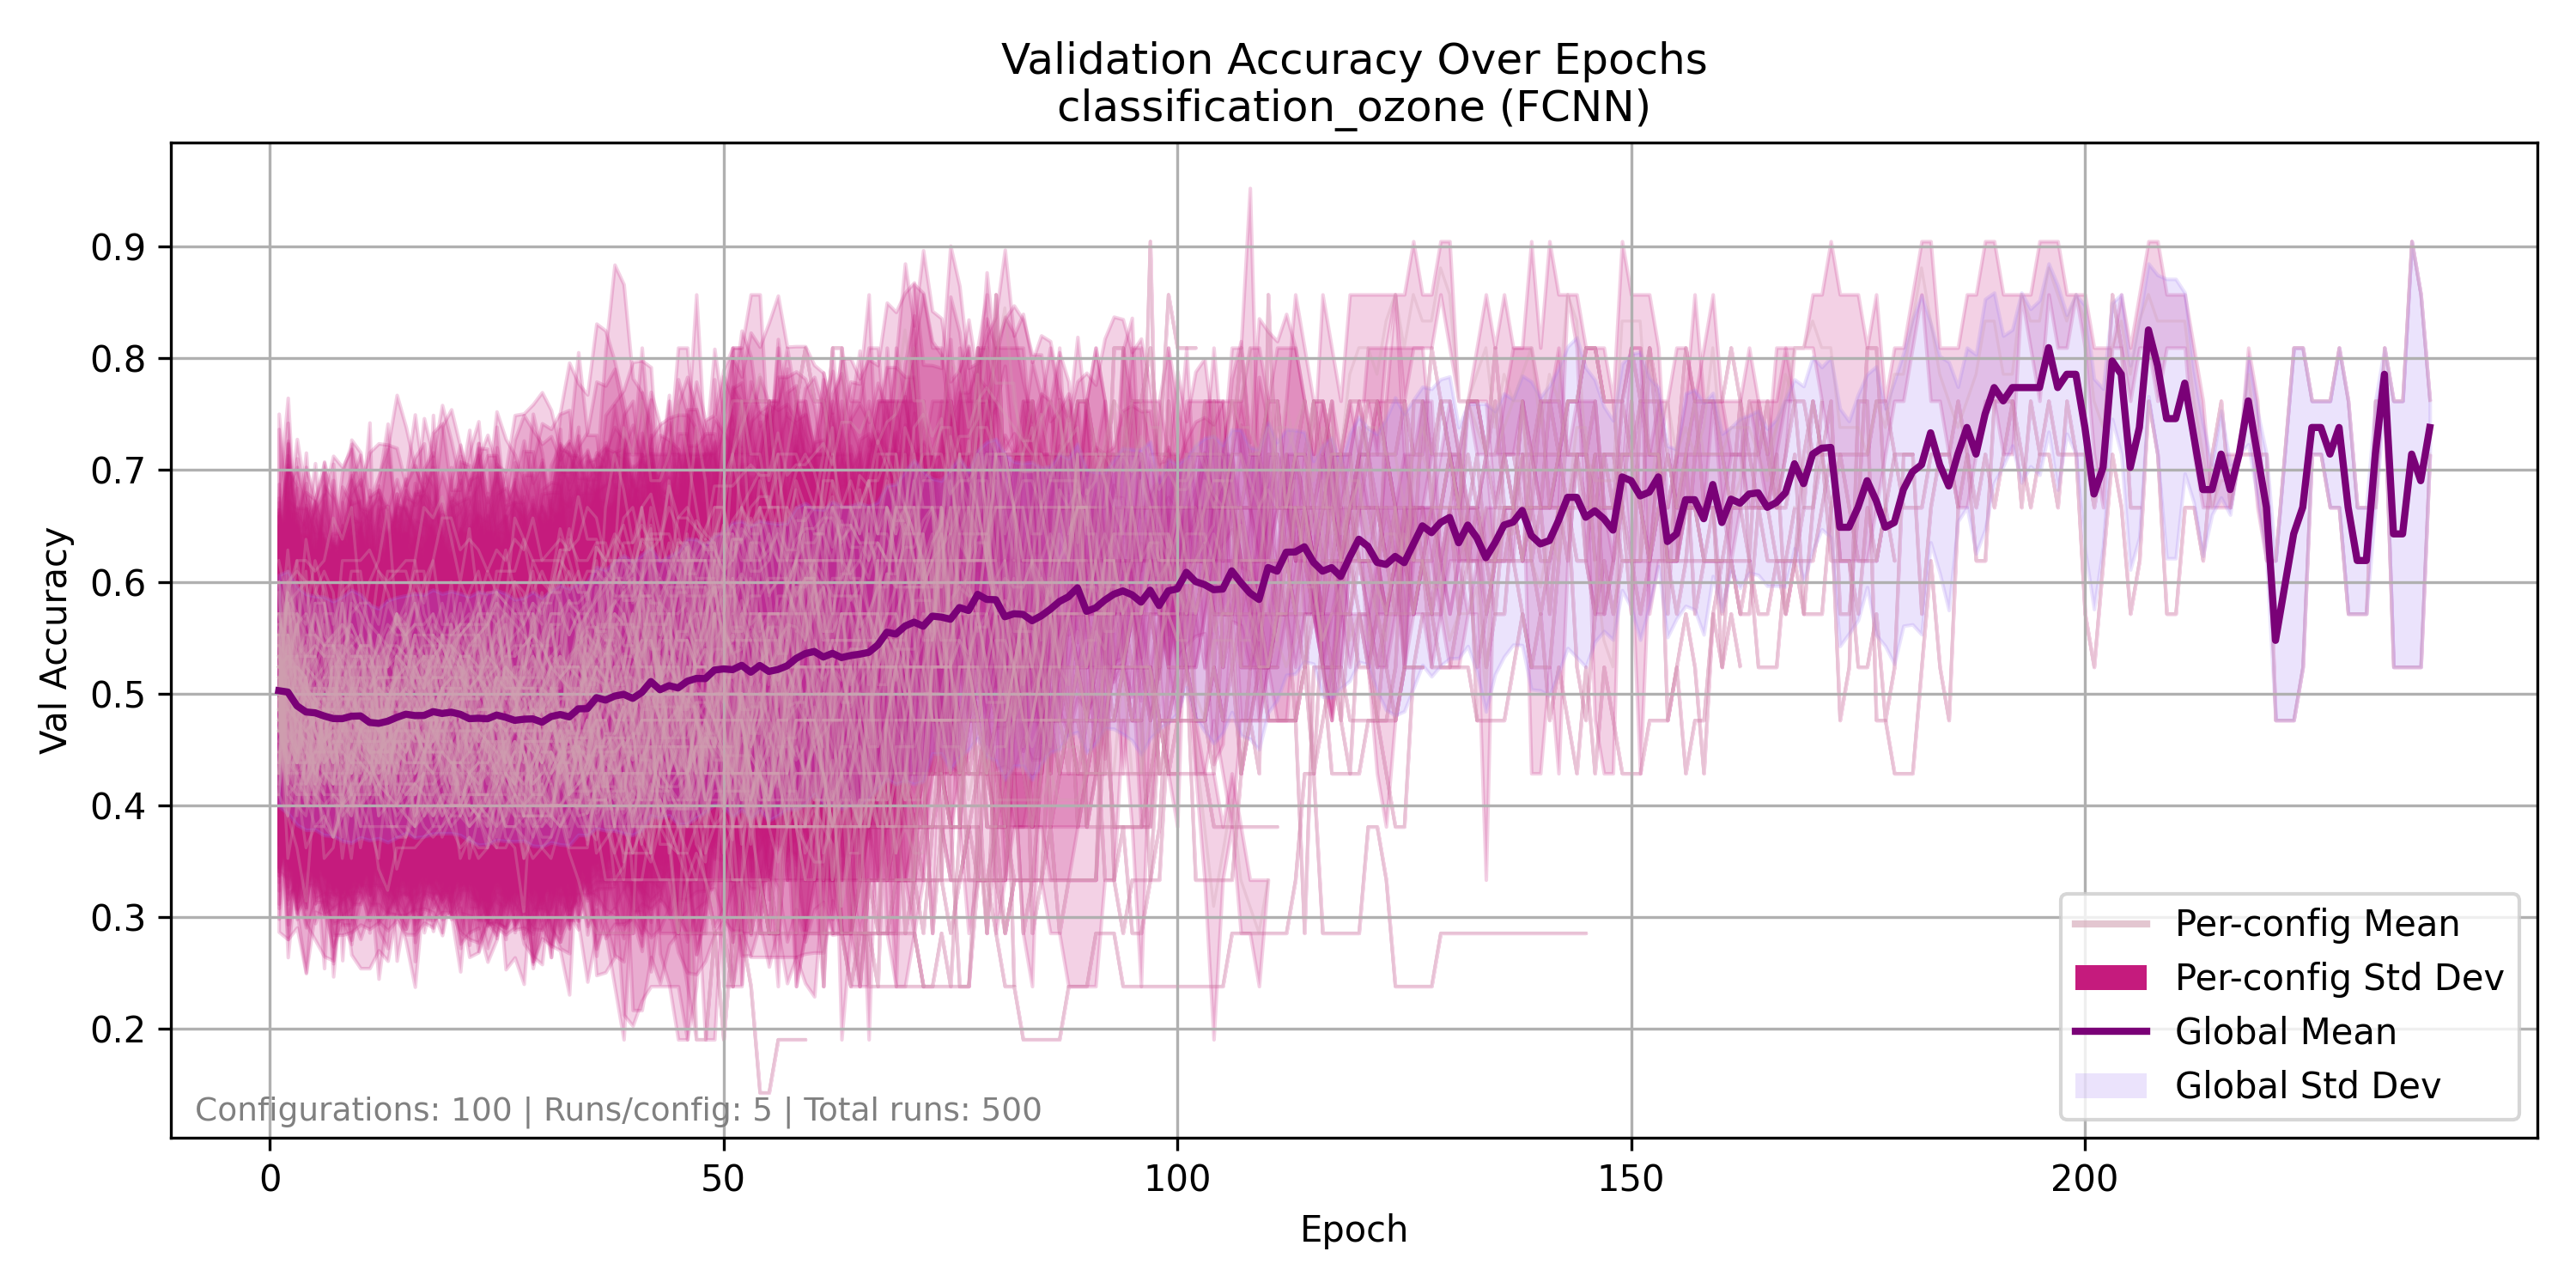 Validation Accuracy Over Epochs
classification_ozone (FCNN)
Val Accuracy
0.9
0.8
0.7
0.6
0.5
0.4
0.3
0.2
Configurations: 100 | Runs/config: 5 | Total runs: 500
Per-config Mean
Per-config Std Dev
Global Mean
Global Std Dev
0 50 100 150 200
Epoch